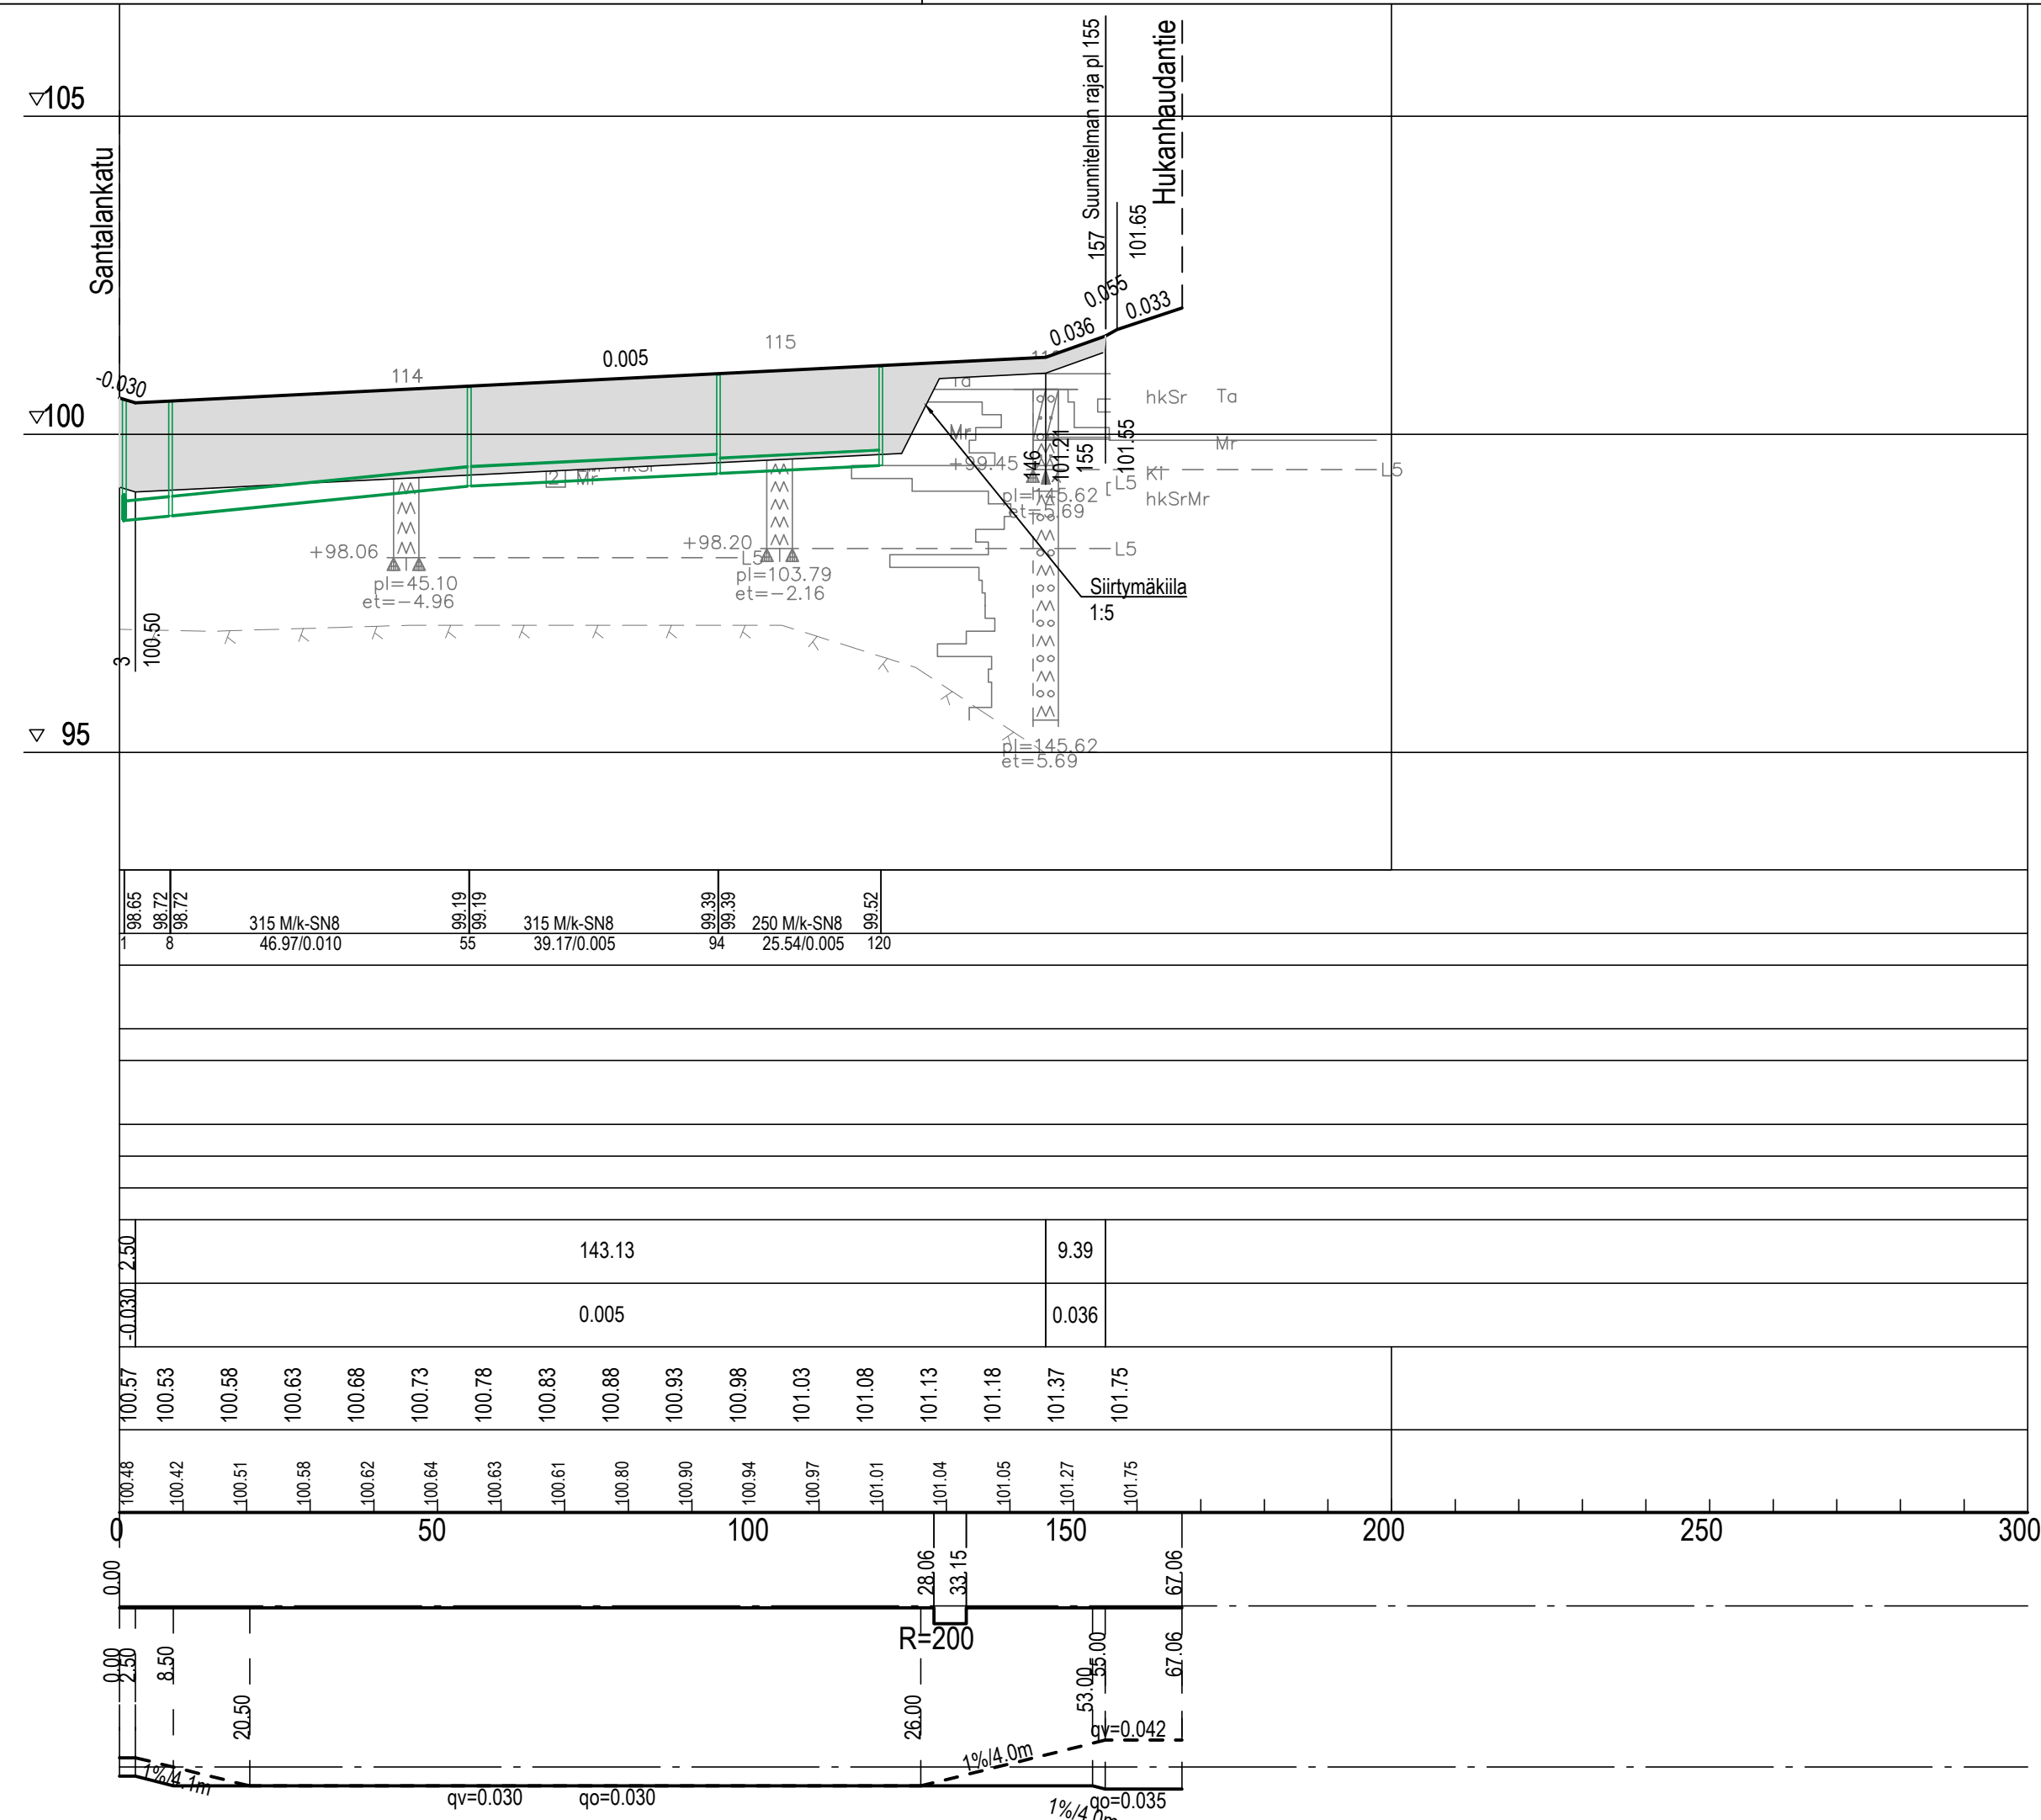 Suunnitelman raja pl 155
Hukanhaudantie
Santalankatu
▽105
157
101.65
0.055
0.033
0.036
115
0.005
114
-0.030
▽100
Ta
hkSr
Ta
Mr
Mr
+99.45
146
101.21
155
101.55
L5
L5
Kl
hkSrMr
pl=145.62
et=5.69
2
Mr
+98.06
L5
pl=45.10
et=-4.96
+98.20
L5
pl=103.79
et=-2.16
Siirtymäkiila
1:5
3
100.50
▽ 95
pl=145.62
et=5.69
98.65
98.72
98.72
99.19
99.19
99.39
99.39
99.52
315 M/k-SN8
315 M/k-SN8
250 M/k-SN8
1
8
46.97/0.010
55
39.17/0.005
94
25.54/0.005
120
2.50
143.13
9.39
-0.030
0.005
0.036
100.57 100.53 100.58 100.63 100.68 100.73 100.78 100.83 100.88 100.93 100.98 101.03 101.08 101.13 101.18 101.37 101.75
100.48 100.42 100.51 100.58 100.62 100.64 100.63 100.61 100.80 100.90 100.94 100.97 101.01 101.04 101.05 101.27 101.75
0 50 100 150 200 250 300
0.00
28.06
33.15
67.06
R=200
0.00
2.50
8.50
20.50
26.00
53.00
55.00
67.06
1%/4.1m
1%/4.0m
qv=0.042
qv=0.030
qo=0.030
qo=0.035
1%/4.0m